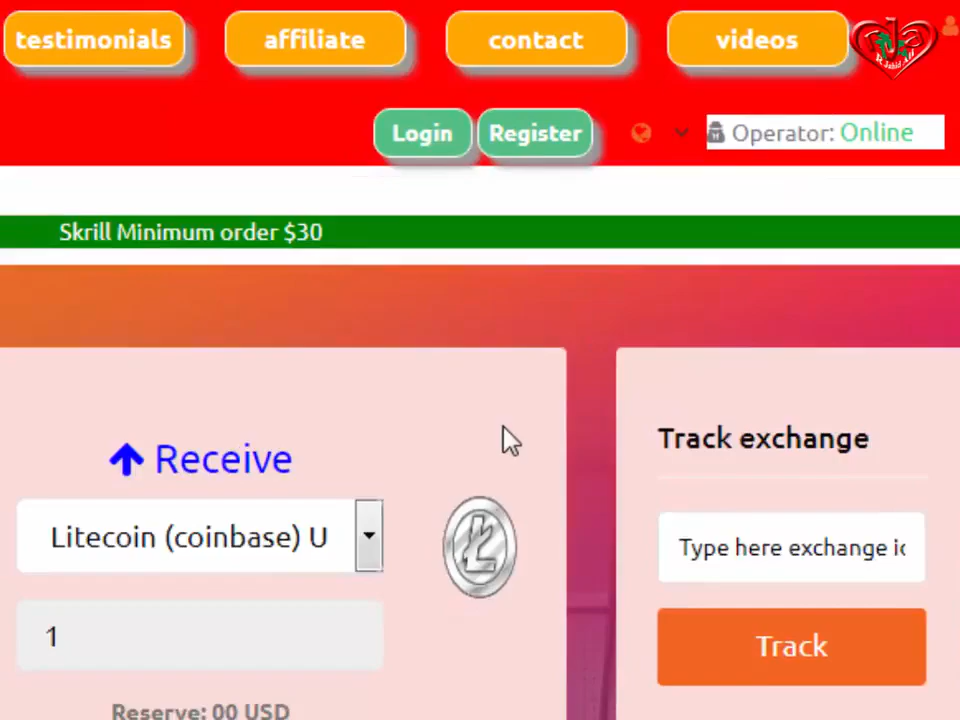 testimonials
affiliate
contact
videos
Login
Register
Operator: Online
Skrill Minimum order $30
Receive
Litecoin (coinbase) U
1
Reserve: 00 USD
Track exchange
Type here exchange
Track